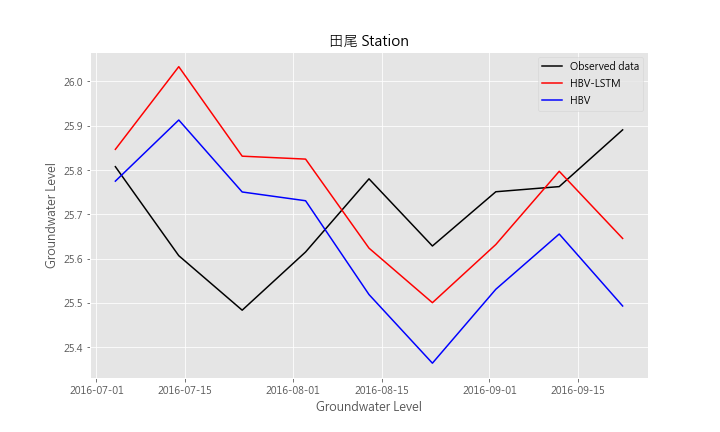 田尾 Station
Observed data
HBV-LSTM
HBV
Groundwater Level
26.0
25.9
25.8
25.7
25.6
25.5
25.4
2016-07-01 2016-07-15 2016-08-01 2016-08-15 2016-09-01 2016-09-15
Groundwater Level